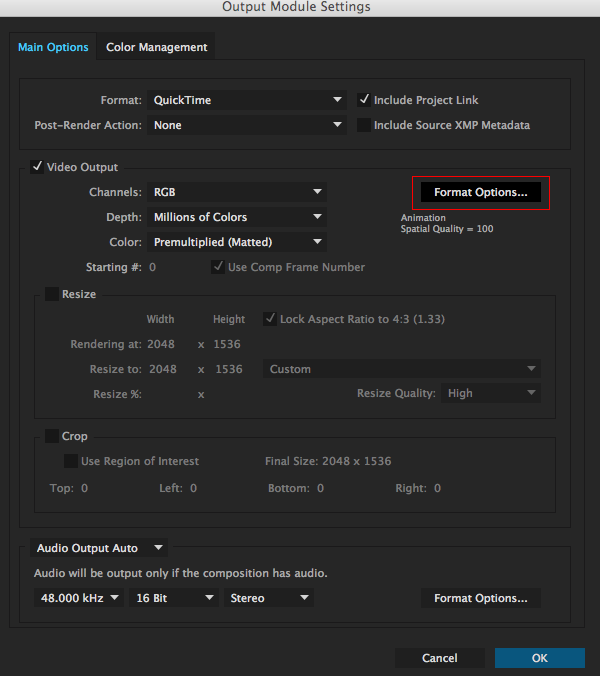 Output Module Settings
Main Options Color Management
Format: QuickTime Include Project Link
Post-Render Action: None Include Source XMP Metadata
Video Output
Channels: RGB Format Options...
Depth: Millions of Colors Animation
Spatial Quality = 100
Color: Premultiplied (Matted)
Starting #: 0 Use Comp Frame Number
Resize
Width Height Lock Aspect Ratio to 4:3 (1.33)
Rendering at: 2048 x 1536
Resize to: 2048 x 1536 Custom
Resize %: x Resize Quality: High
Crop
Use Region of Interest Final Size: 2048 x 1536
Top: 0 Left: 0 Bottom: 0 Right: 0
Audio Output Auto
Audio will be output only if the composition has audio.
48.000 kHz 16 Bit Stereo Format Options...
Cancel OK